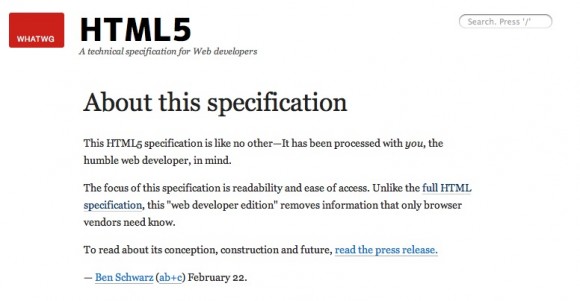 WHATWG
HTML5
Search. Press '/'
A technical specification for Web developers
About this specification
This HTML5 specification is like no other—It has been processed with you, the
humble web developer, in mind.
The focus of this specification is readability and ease of access. Unlike the full HTML
specification, this "web developer edition" removes information that only browser
vendors need know.
To read about its conception, construction and future, read the press release.
— Ben Schwarz (ab+c) February 22.